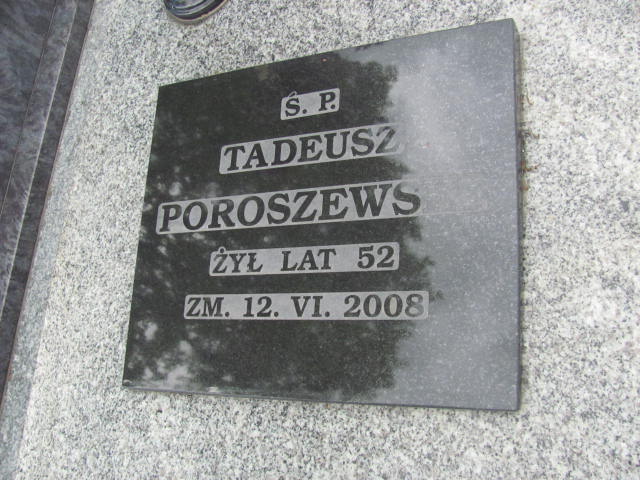 Ś. P.
TADEUSZ
POROSZEWS
ŻYŁ LAT 52
ZM. 12. VI. 2008